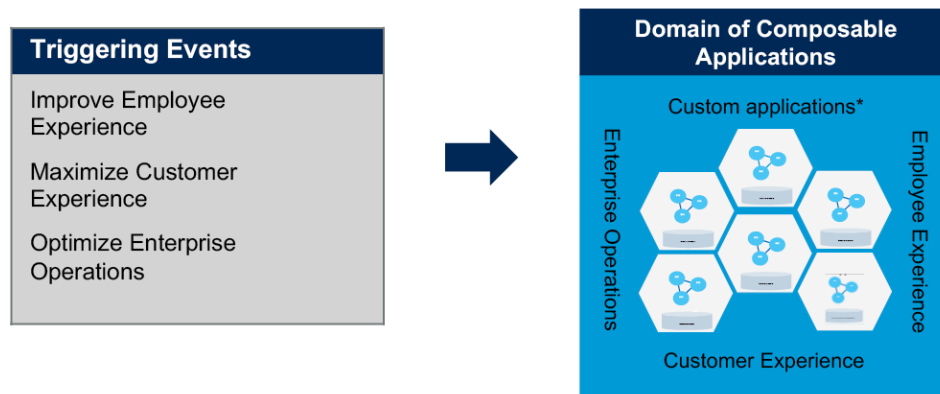 Triggering Events
Improve Employee
Experience
Maximize Customer
Experience
Optimize Enterprise
Operations
Domain of Composable
Applications
Custom applications*
Enterprise Operations
Employee Experience
Customer Experience